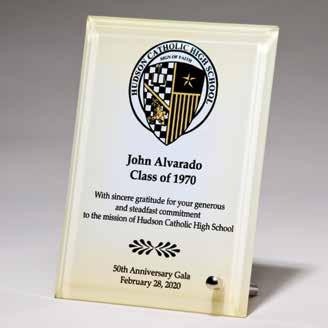 HUDSON CATHOLIC HIGH SCHOOL
SIGN OF FAITH
John Alvarado
Class of 1970
With sincere gratitude for your generous
and steadfast commitment
to the mission of Hudson Catholic High School
50th Anniversary Gala
February 28, 2020